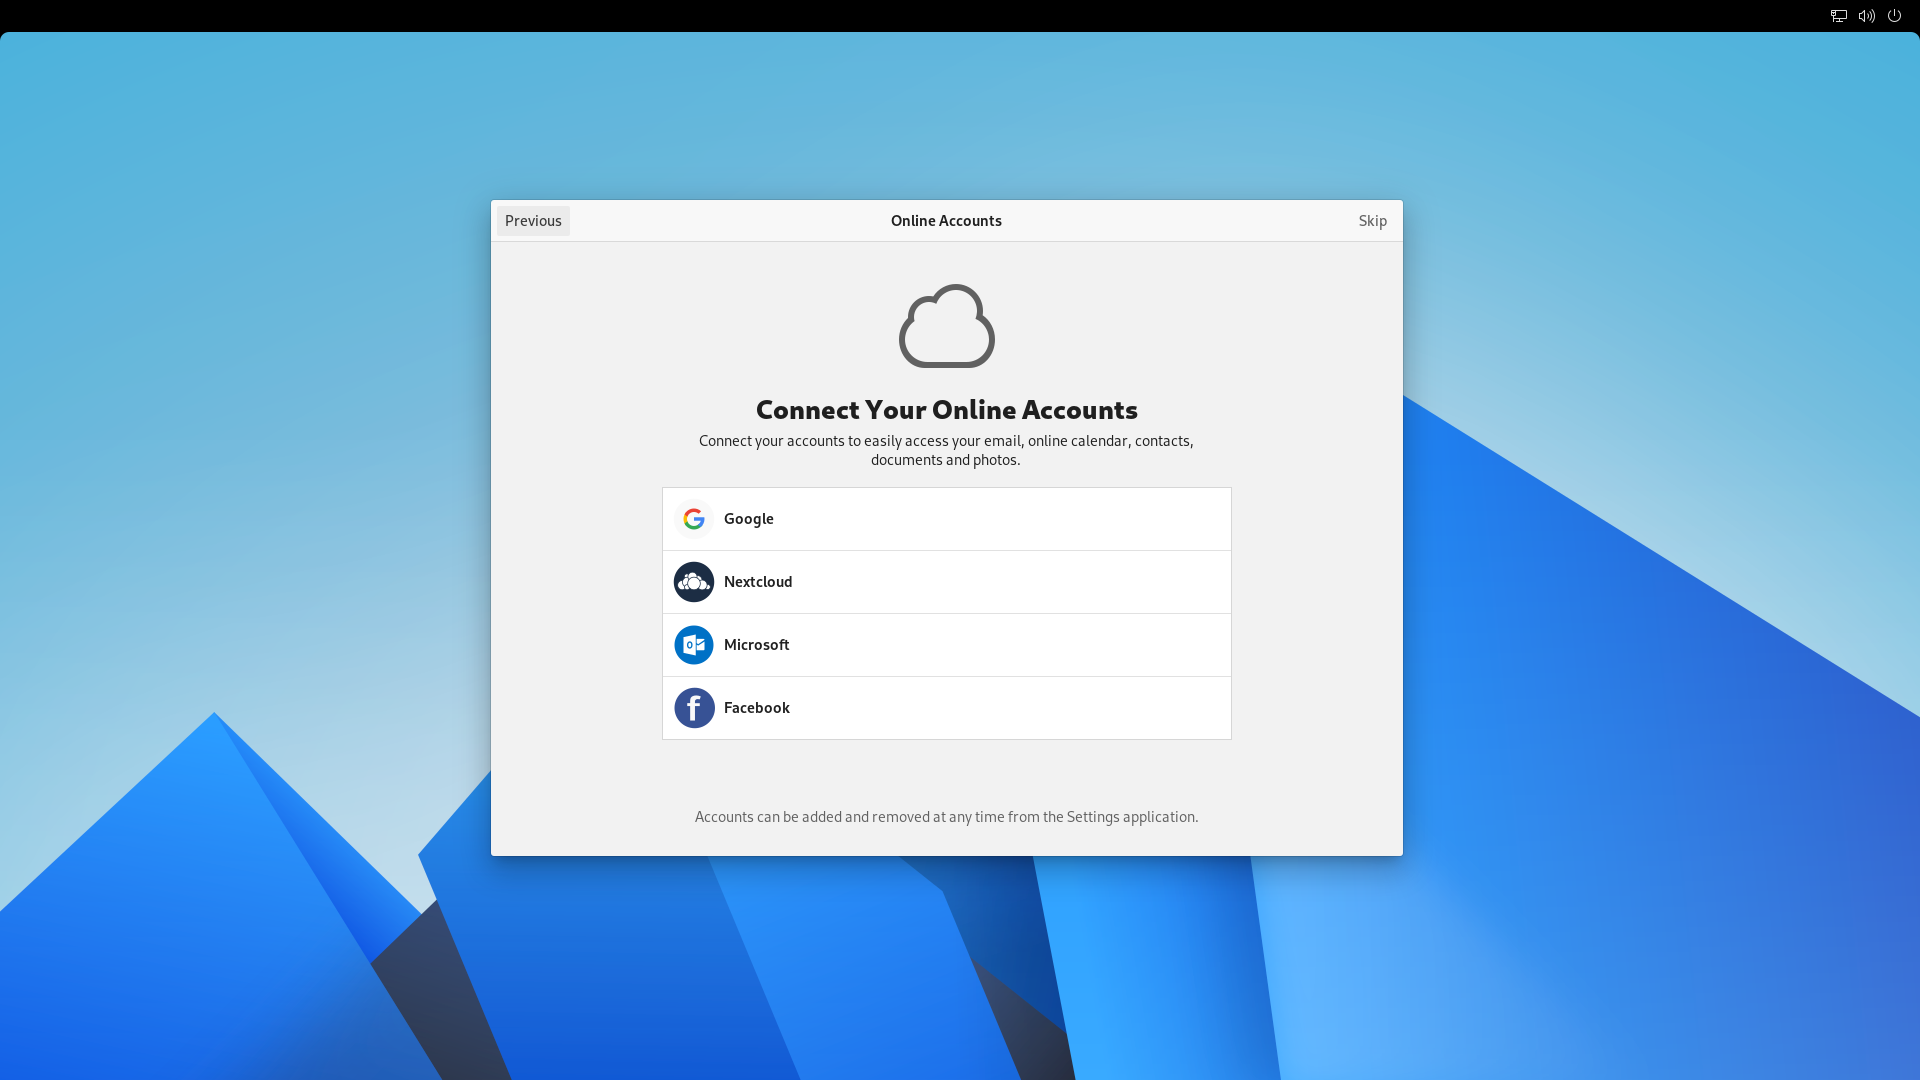 Previous
Online Accounts
Skip
Connect Your Online Accounts
Connect your accounts to easily access your email, online calendar, contacts,
documents and photos.
Google
Nextcloud
Microsoft
Facebook
Accounts can be added and removed at any time from the Settings application.